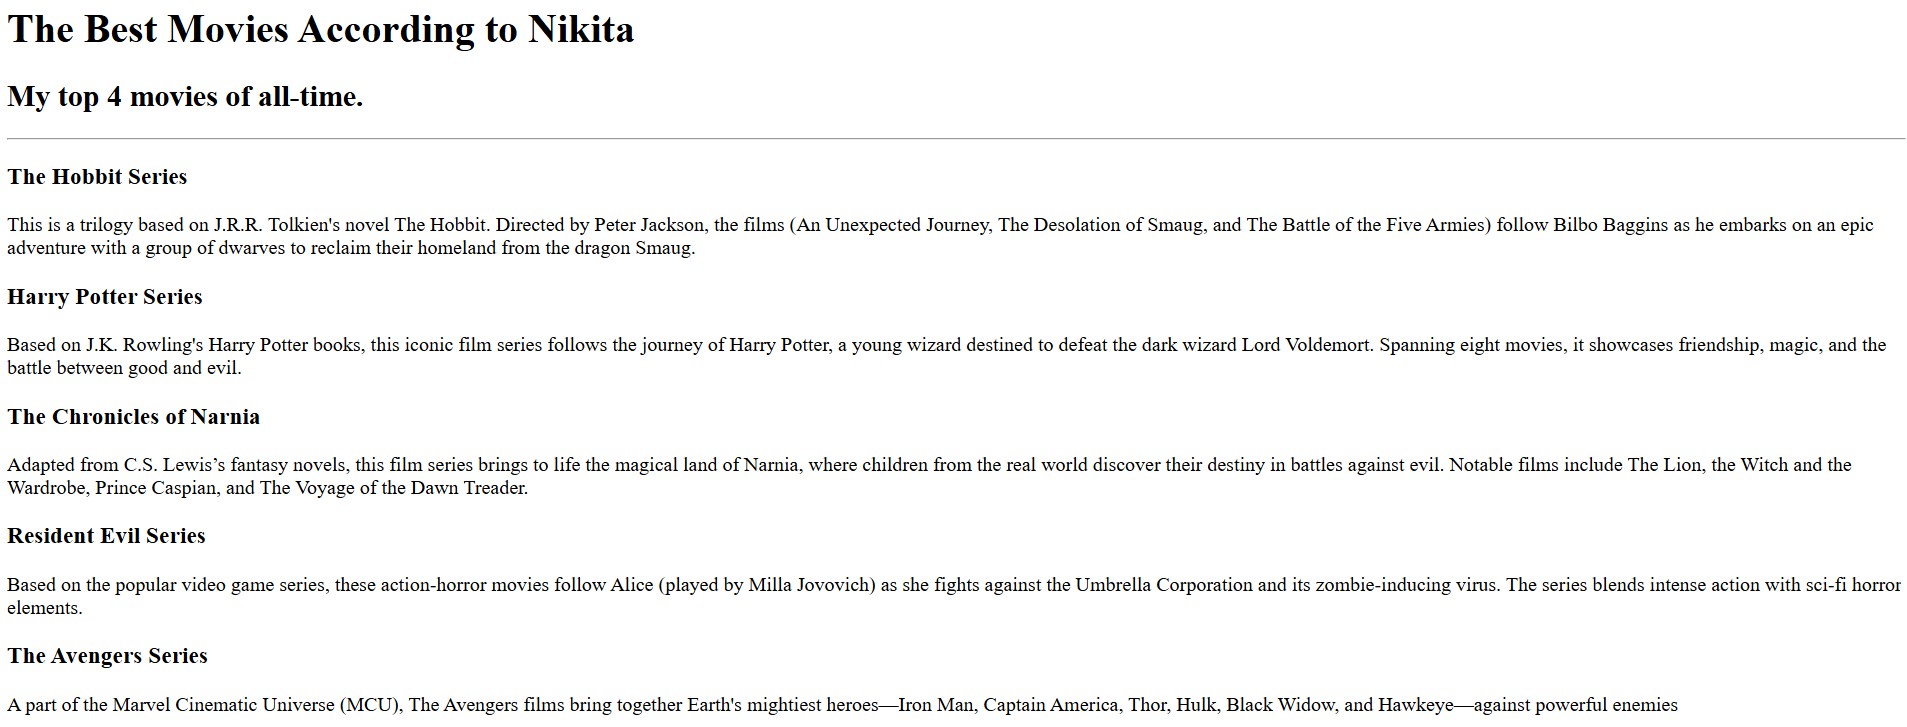 The Best Movies According to Nikita
My top 4 movies of all-time.
The Hobbit Series
This is a trilogy based on J.R.R. Tolkien's novel The Hobbit. Directed by Peter Jackson, the films (An Unexpected Journey, The Desolation of Smaug, and The Battle of the Five Armies) follow Bilbo Baggins as he embarks on an epic
adventure with a group of dwarves to reclaim their homeland from the dragon Smaug.
Harry Potter Series
Based on J.K. Rowling's Harry Potter books, this iconic film series follows the journey of Harry Potter, a young wizard destined to defeat the dark wizard Lord Voldemort. Spanning eight movies, it showcases friendship, magic, and the
battle between good and evil.
The Chronicles of Narnia
Adapted from C.S. Lewis’s fantasy novels, this film series brings to life the magical land of Narnia, where children from the real world discover their destiny in battles against evil. Notable films include The Lion, the Witch and the
Wardrobe, Prince Caspian, and The Voyage of the Dawn Treader.
Resident Evil Series
Based on the popular video game series, these action-horror movies follow Alice (played by Milla Jovovich) as she fights against the Umbrella Corporation and its zombie-inducing virus. The series blends intense action with sci-fi horror
elements.
The Avengers Series
A part of the Marvel Cinematic Universe (MCU), The Avengers films bring together Earth's mightiest heroes—Iron Man, Captain America, Thor, Hulk, Black Widow, and Hawkeye—against powerful enemies